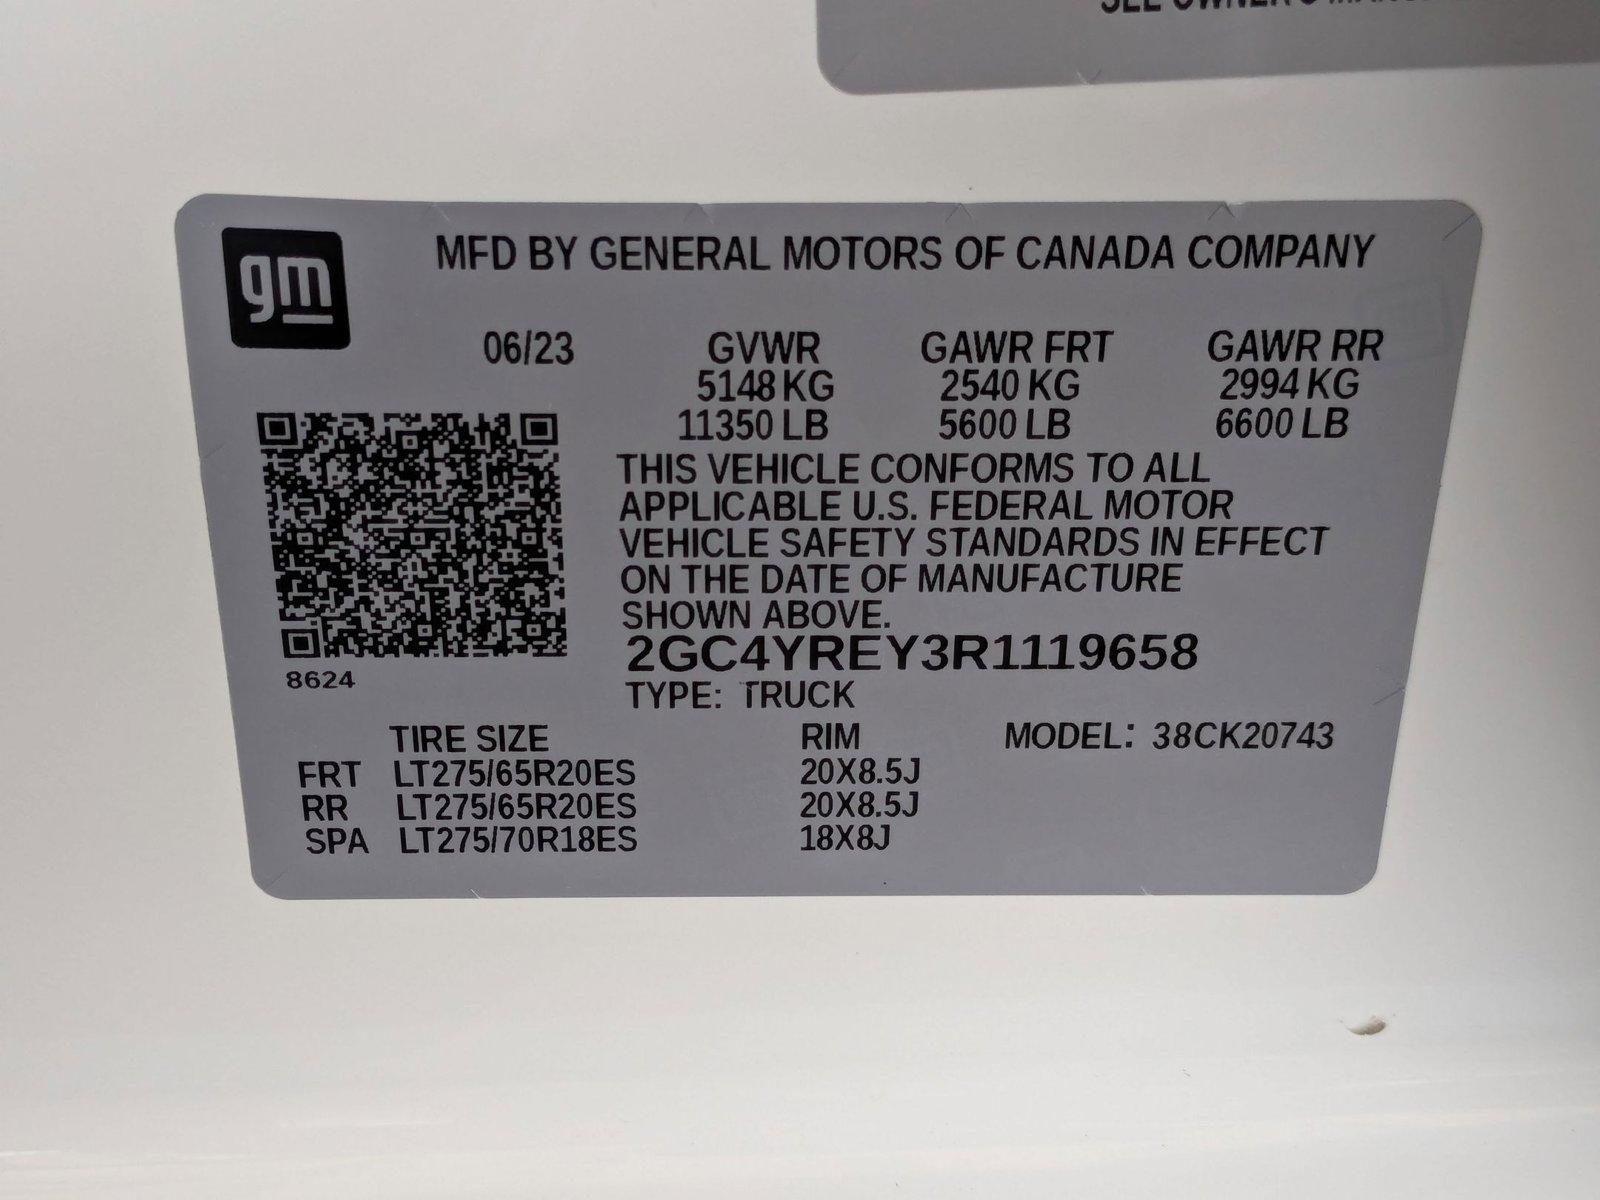 SEE OWNER'S
gm
MFD BY GENERAL MOTORS OF CANADA COMPANY
06/23 GVWR GAWR FRT GAWR RR
5148 KG 2540 KG 2994 KG
11350 LB 5600 LB 6600 LB
THIS VEHICLE CONFORMS TO ALL
APPLICABLE U.S. FEDERAL MOTOR
VEHICLE SAFETY STANDARDS IN EFFECT
ON THE DATE OF MANUFACTURE
SHOWN ABOVE.
2GC4YREY3R1119658
8624
TYPE: TRUCK
TIRE SIZE RIM MODEL: 38CK20743
FRT LT275/65R20ES 20X8.5J
RR LT275/65R20ES 20X8.5J
SPA LT275/70R18ES 18X8J